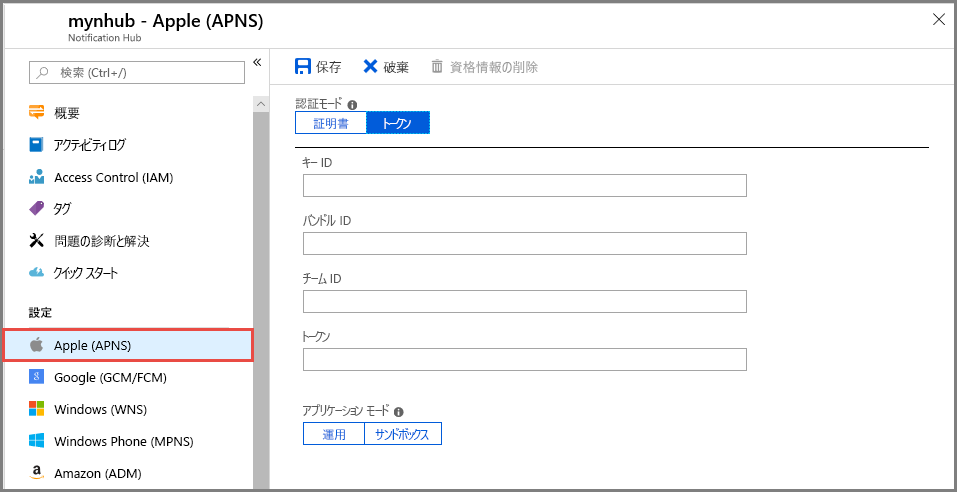 mynhub - Apple (APNS)
Notification Hub
検索 (Ctrl+/)
概要
アクティビティ ログ
Access Control (IAM)
タグ
問題の診断と解決
クイック スタート
設定
Apple (APNS)
Google (GCM/FCM)
Windows (WNS)
Windows Phone (MPNS)
Amazon (ADM)
保存 破棄 資格情報の削除
認証モード
証明書 トークン
キー ID
バンドル ID
チーム ID
トークン
アプリケーション モード
運用 サンドボックス